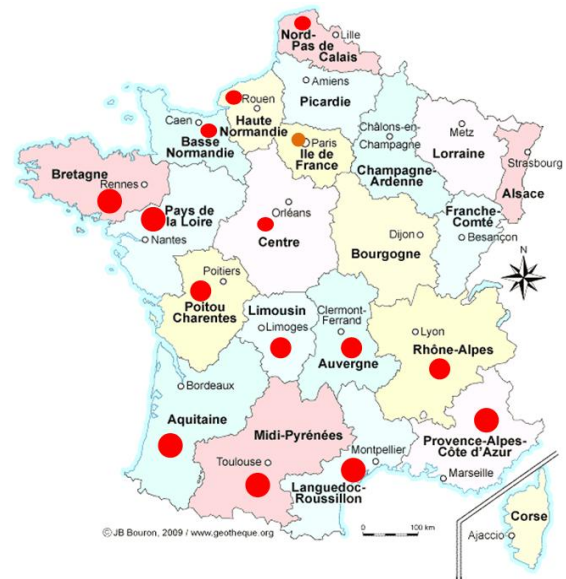 Nord-
Pas de
Calais
Lille
Amiens
Picardie
Rouen
Haute
Normandie
Caen
Basse
Normandie
Paris
Ile de
France
Châlons-en-
Champagne
Champagne-
Ardenne
Metz
Lorraine
Strasbourg
Alsace
Bretagne
Rennes
Pays de
la Loire
Nantes
Orléans
Centre
Dijon
Bourgogne
Franche-
Comté
Besançon
N
Poitiers
Poitou
Charentes
Limousin
Limoges
Clermont-
Ferrand
Auvergne
Lyon
Rhône-Alpes
Bordeaux
Aquitaine
Midi-Pyrénées
Toulouse
Montpellier
Languedoc-
Roussillon
Provence-Alpes-
Côte d'Azur
Marseille
Corse
Ajaccio
0 100 km
©JB Bouron, 2009 / www.geotheque.org